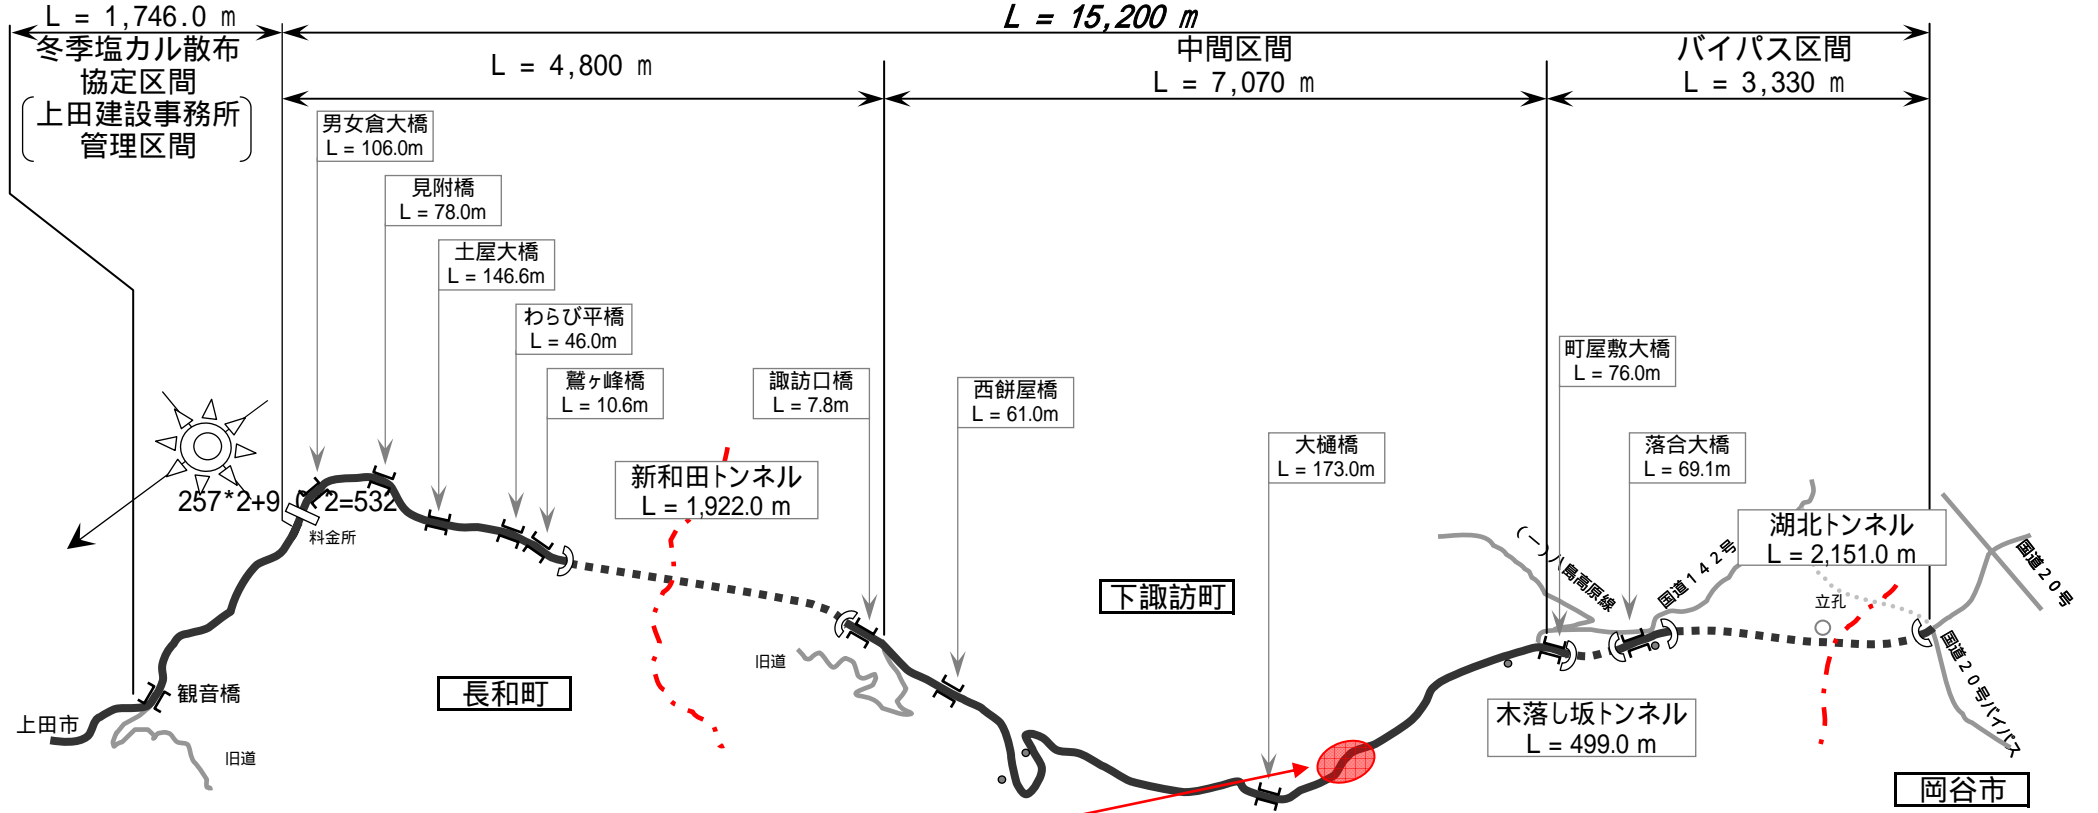 L = 1,746.0 m
冬季塩カル散布
協定区間
上田建設事務所
管理区間
L = 15,200 m
L = 4,800 m
中間区間
L = 7,070 m
バイパス区間
L = 3,330 m
男女倉大橋
L = 106.0m
見附橋
L = 78.0m
土屋大橋
L = 146.6m
わらび平橋
L = 46.0m
鷲ヶ峰橋
L = 10.6m
諏訪口橋
L = 7.8m
西餅屋橋
L = 61.0m
町屋敷大橋
L = 76.0m
大樋橋
L = 173.0m
落合大橋
L = 69.1m
新和田トンネル
L = 1,922.0 m
湖北トンネル
L = 2,151.0 m
257*2+9
2=532
料金所
(一)八島高原線
国道142号
国道20号
立孔
下諏訪町
旧道
国道20号バイパス
長和町
観音橋
上田市
旧道
木落し坂トンネル
L = 499.0 m
岡谷市